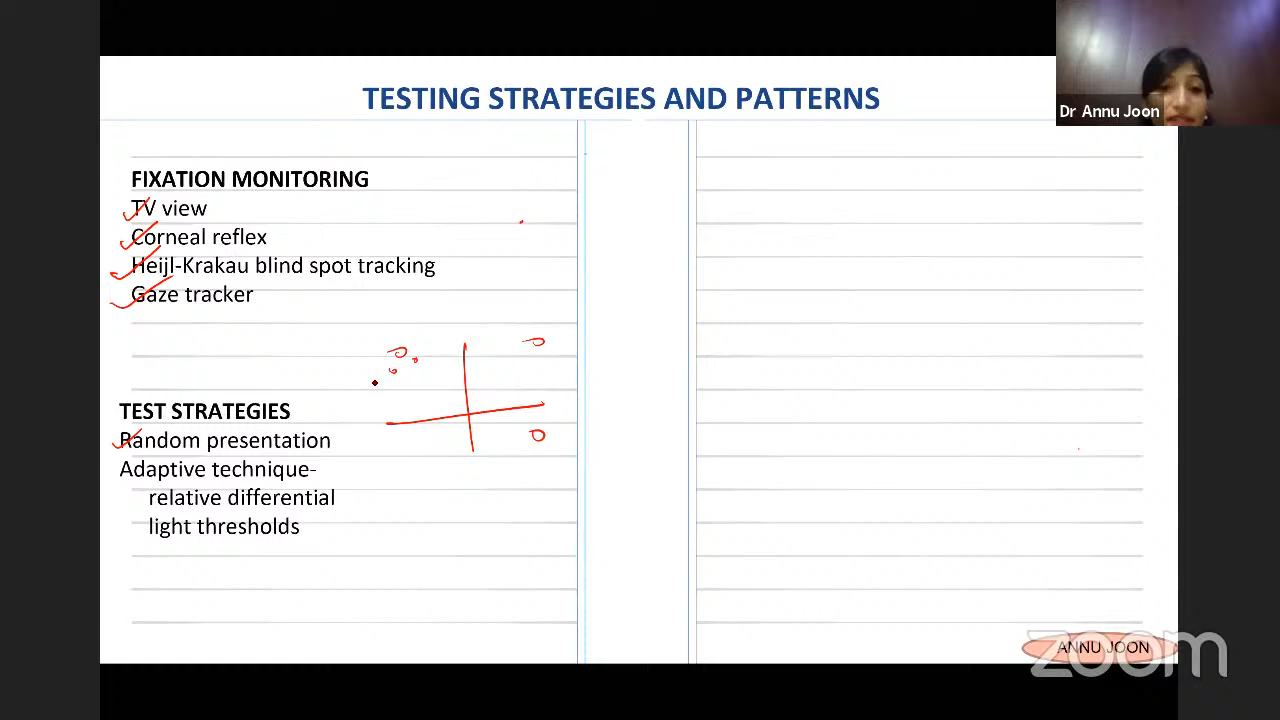 TESTING STRATEGIES AND PATTERNS
Dr Annu Joon
FIXATION MONITORING
TV view
Corneal reflex
Heijl-Krakau blind spot tracking
Gaze tracker
TEST STRATEGIES
Random presentation
Adaptive technique-
relative differential
light thresholds
ANNU JOON
zoom